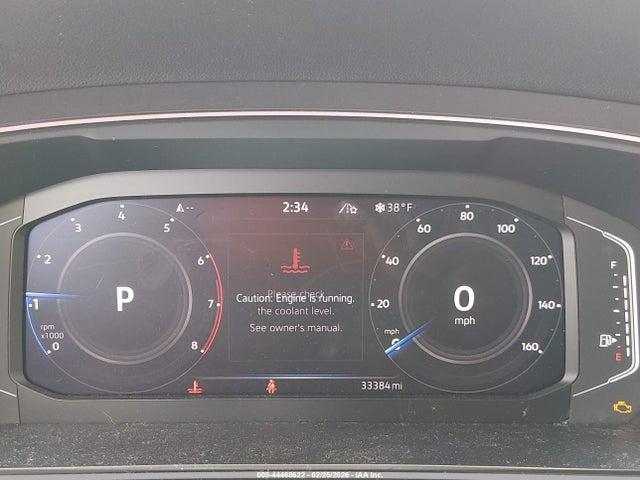 2:34
38°F
4
80
3
5
60
100
2
6
40
120
F
Please check
Caution: Engine is running.
the coolant level.
See owner's manual.
1
P
7
20
0
140
mph
rpm
x1000
mph
0
8
0
160
E
33384 mi
000-44468622 - 02/25/2026 - IAA Inc.